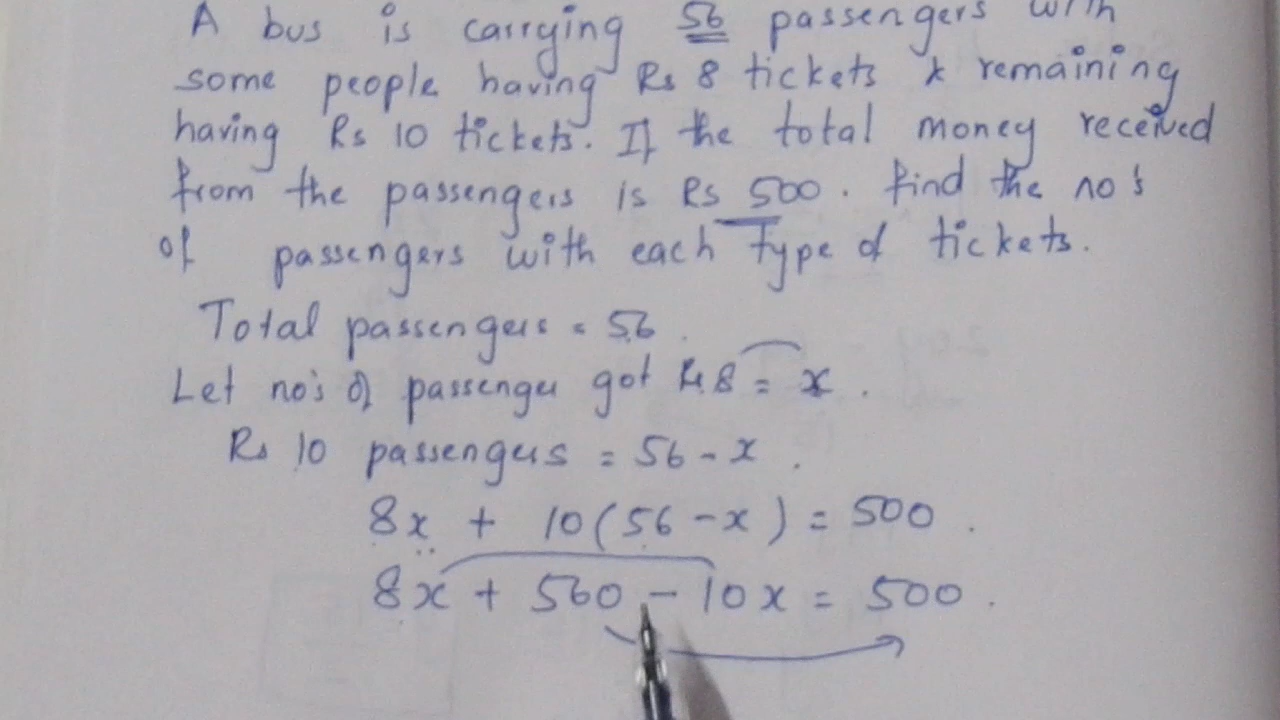 A bus is carrying 56 passengers with
some people having Rs 8 tickets & remaining
having Rs 10 tickets. If the total money received
from the passengers is Rs 500. find the no's
of passengers with each Type of tickets.
Total passengers = 56.
Let no's of passenger got Rs.8 = x.
Rs 10 passengers = 56 - x.
8x + 10(56 - x) = 500.
8x + 560 - 10x = 500.